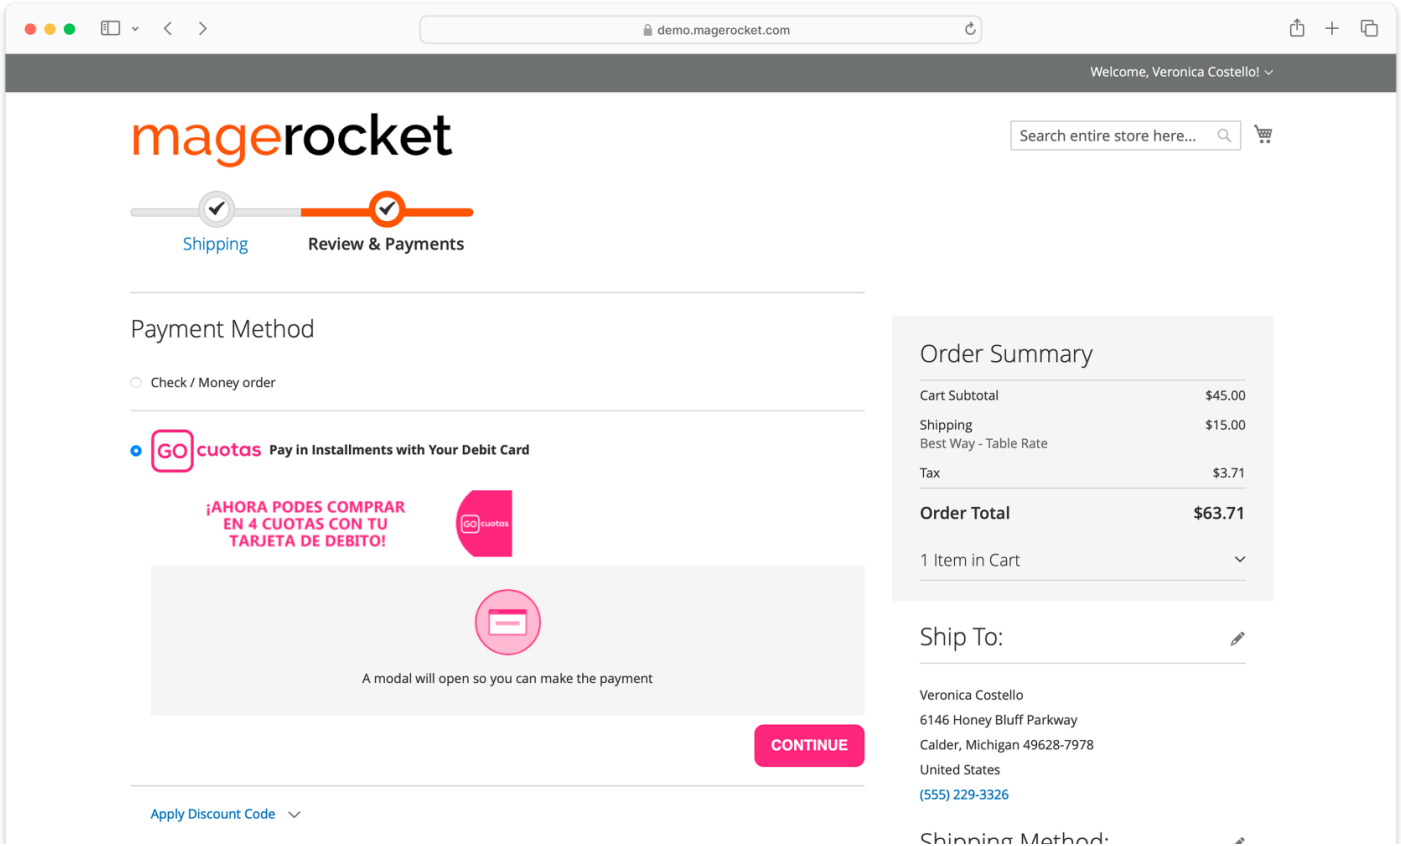 demo.magerocket.com
Welcome, Veronica Costello!
magerocket
Search entire store here...
Shipping
Review & Payments
Payment Method
Check / Money order
GO cuotas Pay in Installments with Your Debit Card
¡AHORA PODES COMPRAR
EN 4 CUOTAS CON TU
TARJETA DE DEBITO!
GO cuotas
A modal will open so you can make the payment
CONTINUE
Apply Discount Code
Order Summary
Cart Subtotal $45.00
Shipping $15.00
Best Way - Table Rate
Tax $3.71
Order Total $63.71
1 Item in Cart
Ship To:
Veronica Costello
6146 Honey Bluff Parkway
Calder, Michigan 49628-7978
United States
(555) 229-3326
Shipping Method: